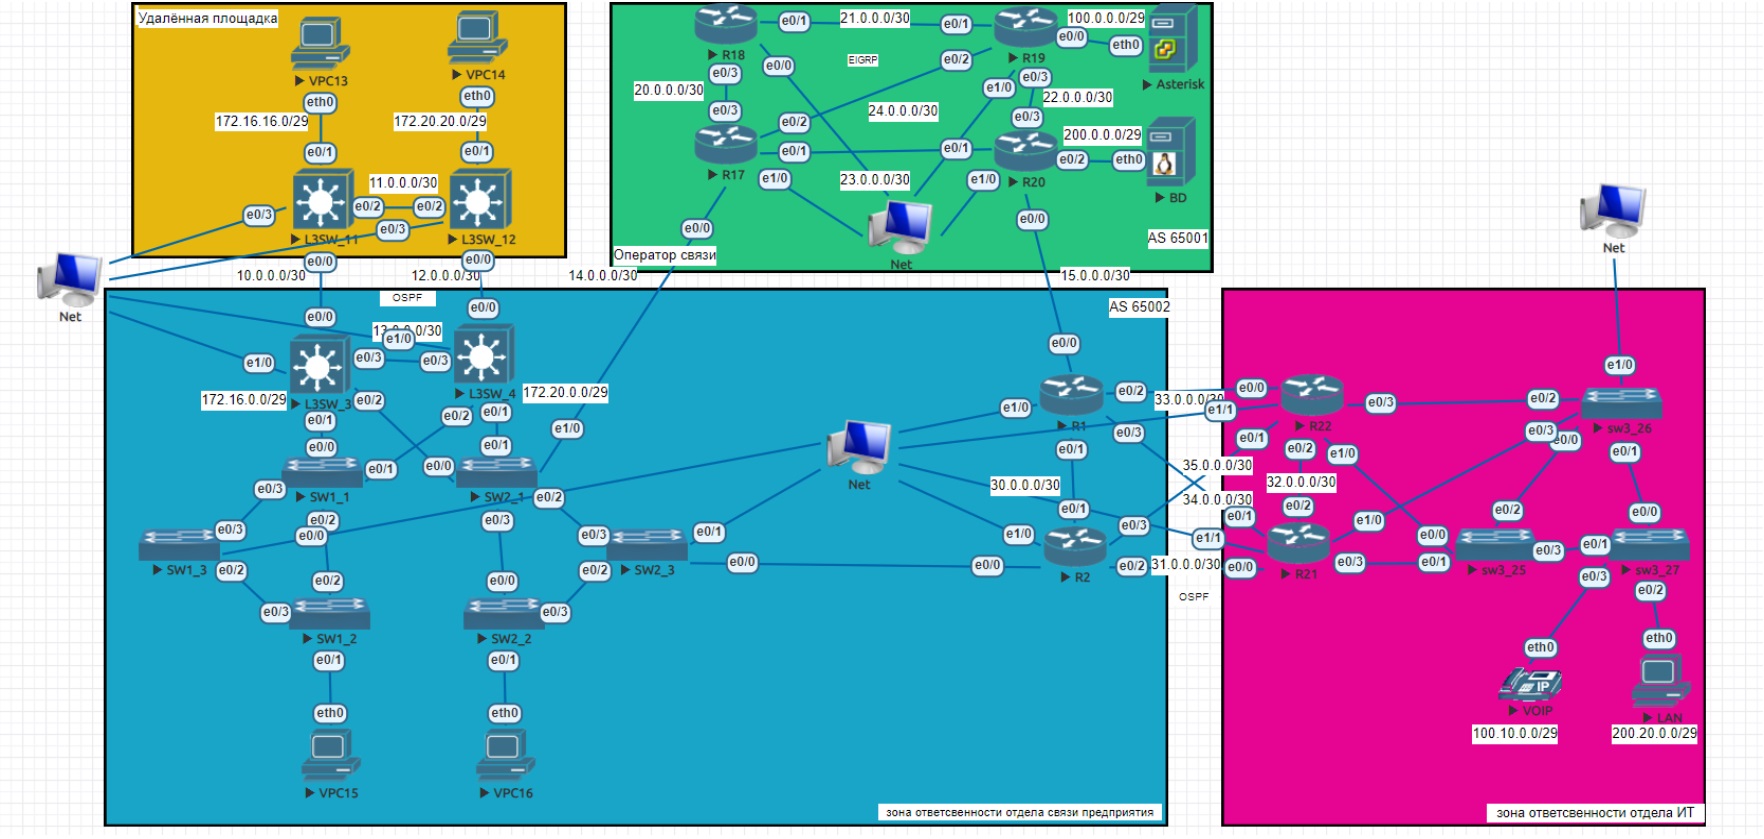 Удалённая площадка
VPC13
VPC14
eth0
eth0
172.16.16.0/29
172.20.20.0/29
e0/1
e0/1
11.0.0.0/30
e0/2
e0/2
e0/3
e0/3
L3SW_11
L3SW_12
e0/0
e0/0
10.0.0.0/30
12.0.0.0/30
14.0.0.0/30
15.0.0.0/30
Net
R18
e0/1
21.0.0.0/30
e0/1
R19
100.0.0.0/29
e0/0
eth0
Asterisk
e0/3
e0/0
EIGRP
e0/2
e0/3
e1/0
20.0.0.0/30
e0/3
24.0.0.0/30
22.0.0.0/30
e0/3
e0/2
200.0.0.0/29
e0/1
e0/1
e0/2
eth0
R17
e1/0
23.0.0.0/30
e1/0
R20
BD
e0/0
e0/0
AS 65001
Оператор связи
Net
OSPF
AS 65002
e0/0
e0/0
13.0.0.0/30
e1/0
e1/0
e0/3
e0/3
e0/0
172.16.0.0/29
L3SW_3
e0/2
L3SW_4
172.20.0.0/29
e0/1
e0/2
e0/1
e1/0
e0/0
e0/1
e0/0
e0/1
SW1_1
SW2_1
e0/3
e0/2
e0/2
e0/3
e0/0
e0/3
e0/3
e0/1
SW1_3
SW2_3
e0/2
e0/2
e0/0
e0/2
e0/0
e0/3
e0/3
SW1_2
SW2_2
e0/1
e0/1
eth0
eth0
VPC15
VPC16
Net
e1/0
R1
e0/2
e0/3
e0/1
33.0.0.0/30
30.0.0.0/30
e0/1
e1/0
e0/3
e0/0
R2
e0/2
31.0.0.0/30
35.0.0.0/30
34.0.0.0/30
OSPF
зона ответсвенности отдела связи предприятия
Net
e1/0
e0/0
e1/1
R22
e0/3
e0/2
sw3_26
e0/1
e0/2
e1/0
e0/3
e0/0
e0/1
32.0.0.0/30
e0/2
e0/1
e1/0
e1/1
e0/0
R21
e0/3
e0/0
e0/1
e0/2
sw3_25
e0/3
e0/1
e0/0
sw3_27
e0/3
e0/2
eth0
eth0
VOIP
LAN
100.10.0.0/29
200.20.0.0/29
зона ответсвенности отдела ИТ